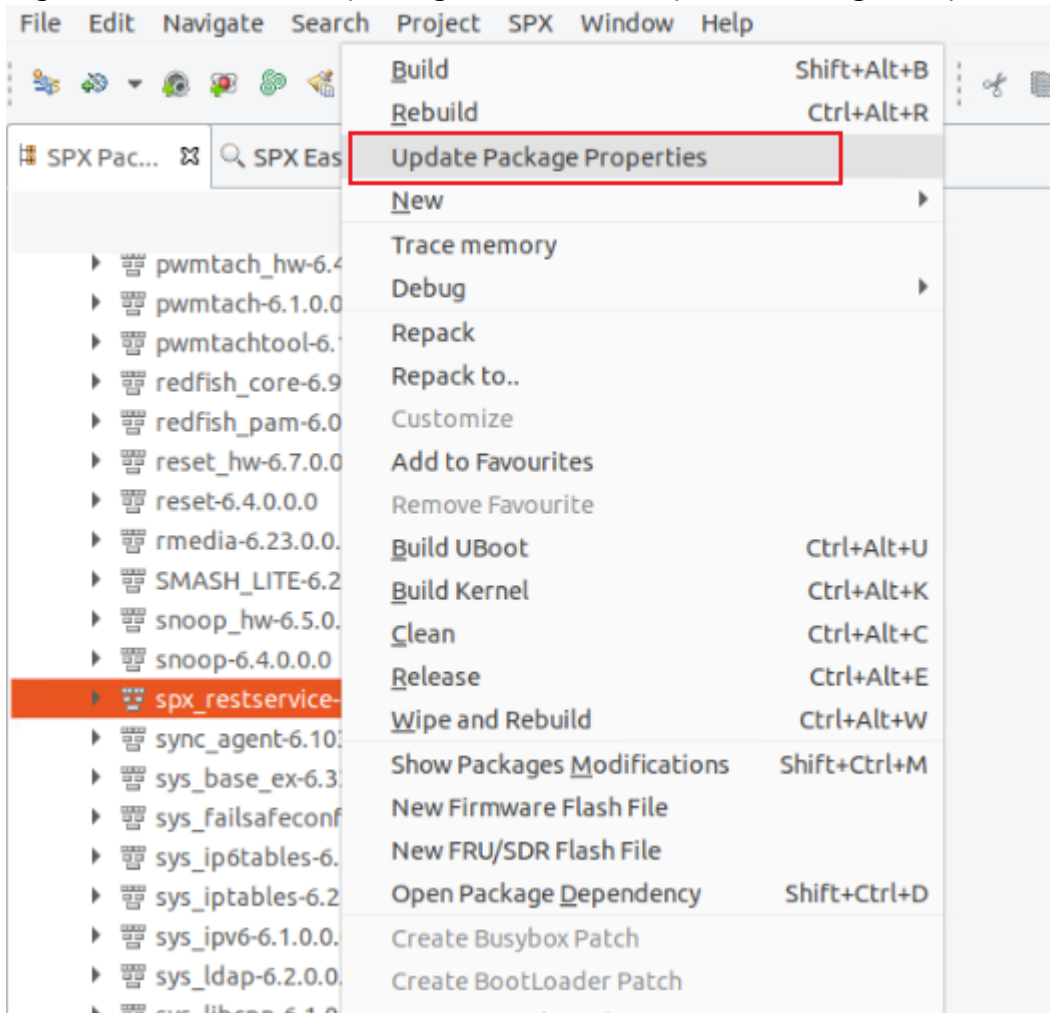 File Edit Navigate Search Project SPX Window Help
Build Shift+Alt+B
Rebuild Ctrl+Alt+R
SPX Pac... SPX Eas
Update Package Properties
New
Trace memory
pwmtach_hw-6.4
Debug
pwmtach-6.1.0.0
Repack
pwmtachtool-6.
Repack to..
redfish_core-6.9
Customize
redfish_pam-6.0
Add to Favourites
reset_hw-6.7.0.0
Remove Favourite
reset-6.4.0.0.0
Build UBoot Ctrl+Alt+U
rmedia-6.23.0.0.
Build Kernel Ctrl+Alt+K
SMASH_LITE-6.2
Clean Ctrl+Alt+C
snoop_hw-6.5.0.
Release Ctrl+Alt+E
snoop-6.4.0.0.0
Wipe and Rebuild Ctrl+Alt+W
spx_restservice-
Show Packages Modifications Shift+Ctrl+M
sync_agent-6.10
New Firmware Flash File
sys_base_ex-6.3
New FRU/SDR Flash File
sys_failsafeconf
Open Package Dependency Shift+Ctrl+D
sys_ip6tables-6.
Create Busybox Patch
sys_iptables-6.2
Create BootLoader Patch
sys_ipv6-6.1.0.0.
sys_ldap-6.2.0.0.